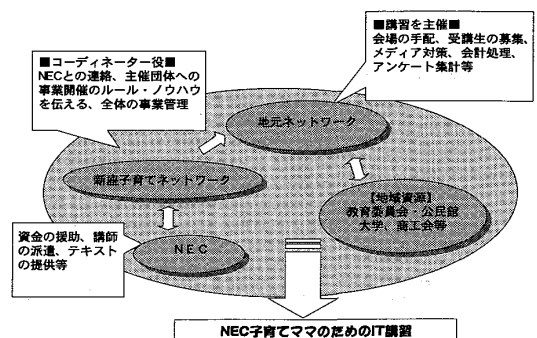 ■講習を主催■
会場の手配、受講生の募集、
メディア対策、会計処理、
アンケート集計等
■コーディネーター役■
NECとの連絡、主催団体への
事業開催のルール・ノウハウ
を伝える、全体の事業管理
地元ネットワーク
新座子育てネットワーク
【地域資源】
教育委員会・公民館
大学、商工会等
資金の援助、講師
の派遣、テキスト
の提供等
NEC
NEC子育てママのためのIT講習